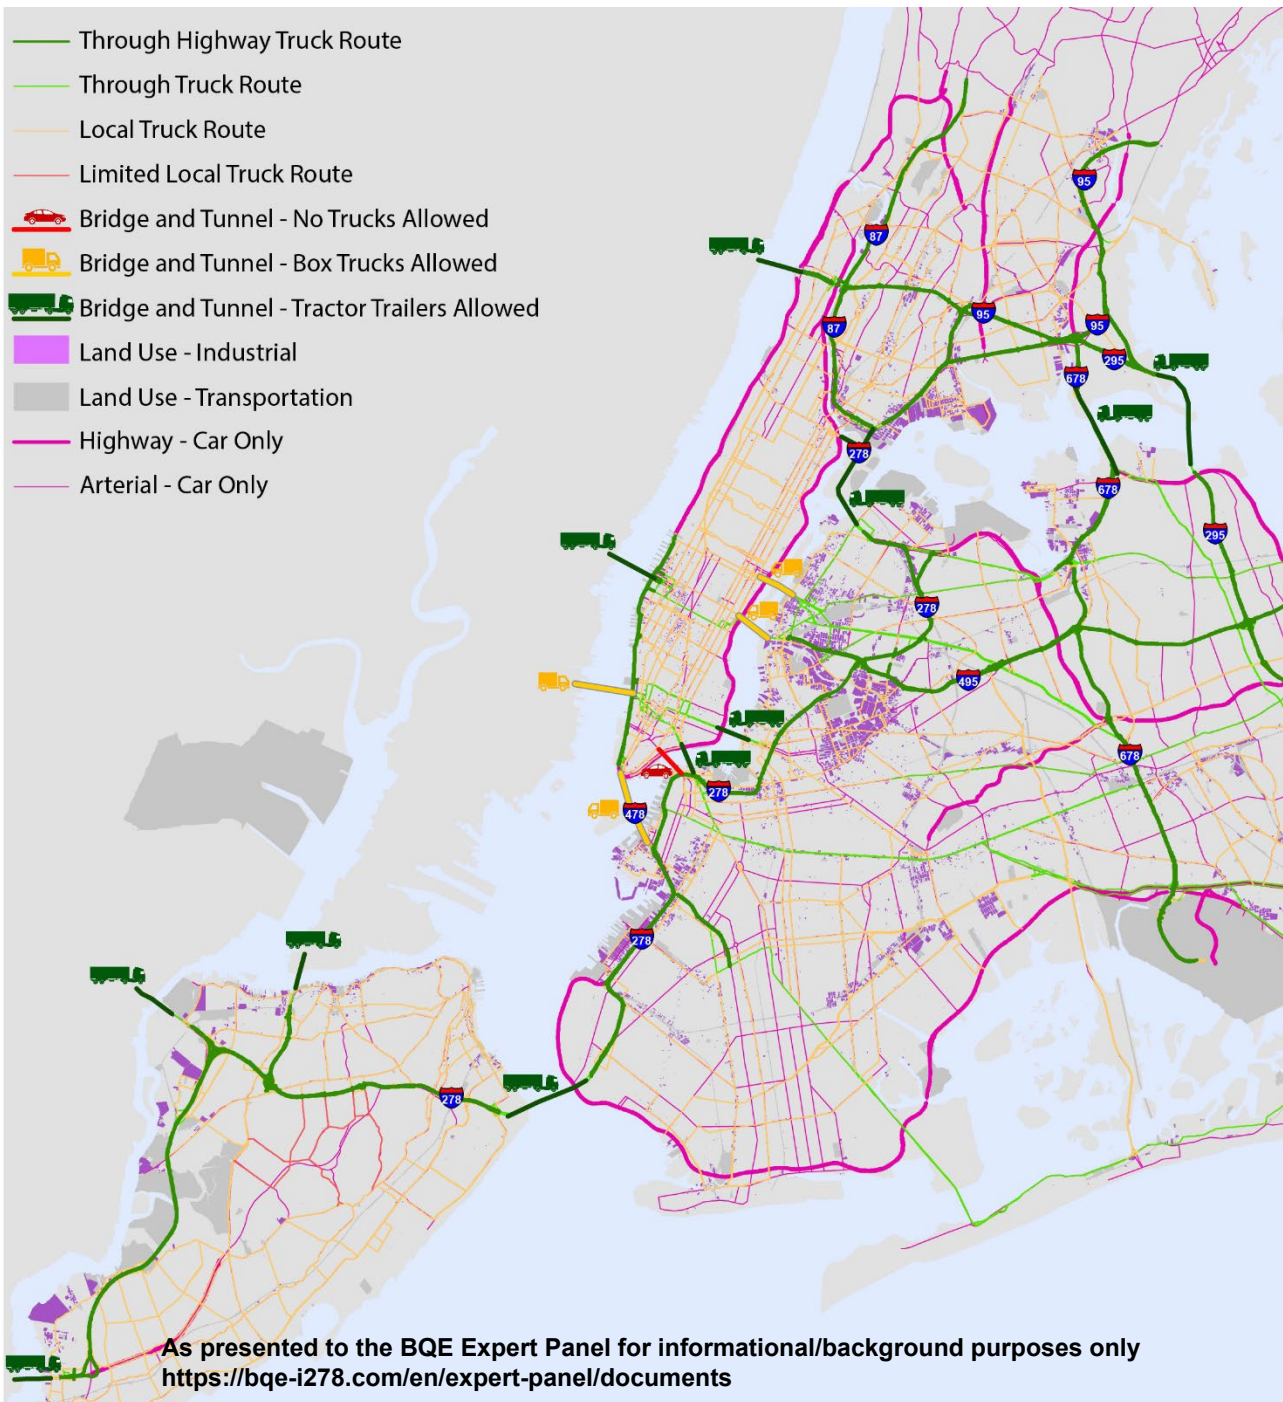 Through Highway Truck Route
Through Truck Route
Local Truck Route
Limited Local Truck Route
Bridge and Tunnel - No Trucks Allowed
Bridge and Tunnel - Box Trucks Allowed
Bridge and Tunnel - Tractor Trailers Allowed
Land Use - Industrial
Land Use - Transportation
Highway - Car Only
Arterial - Car Only
95
87
95
87
95
295
678
278
678
295
278
495
678
278
478
278
278
As presented to the BQE Expert Panel for informational/background purposes only
https://bqe-i278.com/en/expert-panel/documents